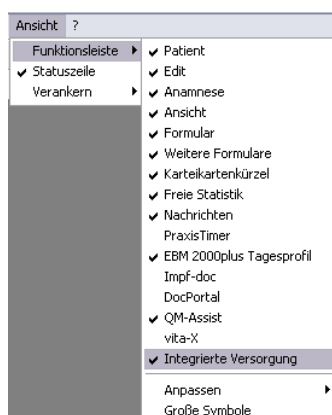 Ansicht ?
Funktionsleiste
Statuszeile
Verankern
Patient
Edit
Anamnese
Ansicht
Formular
Weitere Formulare
Karteikartenkürzel
Freie Statistik
Nachrichten
PraxisTimer
EBM 2000plus Tagesprofil
Impf-doc
DocPortal
QM-Assist
vita-X
Integrierte Versorgung
Anpassen
Große Symbole